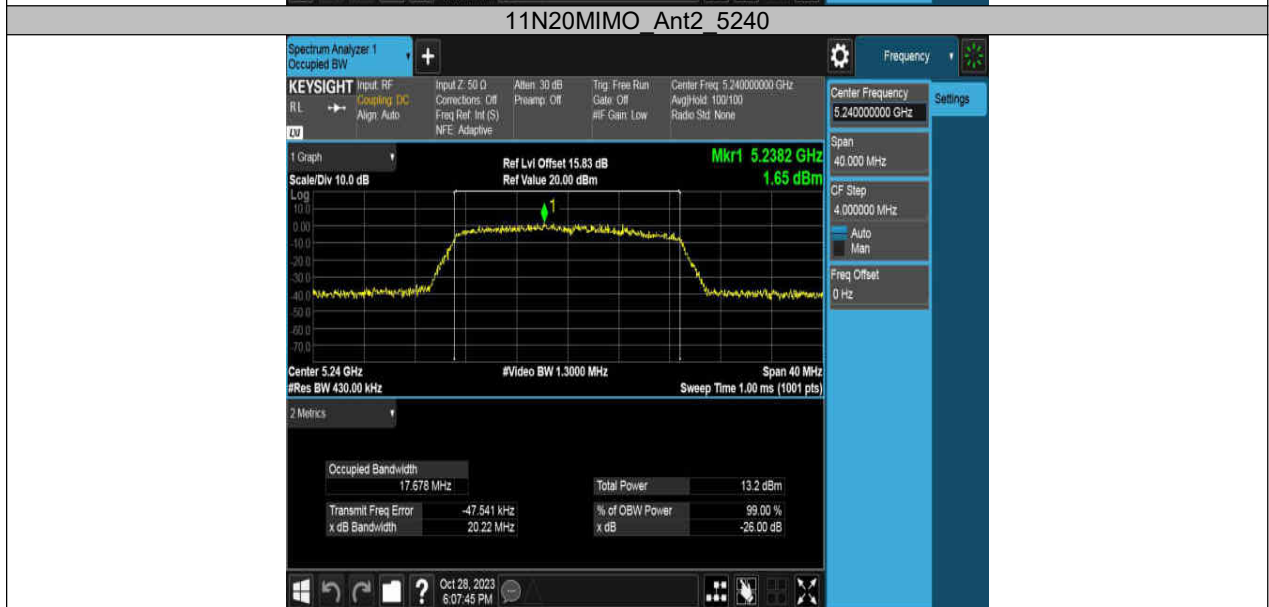 11N20MIMO_Ant2_5240
Spectrum Analyzer 1
Occupied BW
+
Frequency
KEYSIGHT
Input: RF
Input Z: 50 Ω
Atten: 30 dB
Trig: Free Run
Center Freq: 5.240000000 GHz
RL
Coupling: DC
Corrections: Off
Preamp: Off
Gate: Off
Avg|Hold: 100/100
Align: Auto
Freq Ref: Int (S)
#IF Gain: Low
Radio Std: None
LXI
NFE: Adaptive
Center Frequency
5.240000000 GHz
Settings
Span
40.000 MHz
CF Step
4.000000 MHz
Auto
Man
Freq Offset
0 Hz
1 Graph
Ref Lvl Offset 15.83 dB
Mkr1 5.2382 GHz
Scale/Div 10.0 dB
Ref Value 20.00 dBm
1.65 dBm
Log
10.0
1
0.00
-10.0
-20.0
-30.0
-40.0
-50.0
-60.0
-70.0
Center 5.24 GHz
#Video BW 1.3000 MHz
Span 40 MHz
#Res BW 430.00 kHz
Sweep Time 1.00 ms (1001 pts)
2 Metrics
Occupied Bandwidth
17.678 MHz
Total Power 13.2 dBm
Transmit Freq Error -47.541 kHz
% of OBW Power 99.00 %
x dB Bandwidth 20.22 MHz
x dB -26.00 dB
?
Oct 28, 2023
6:07:45 PM